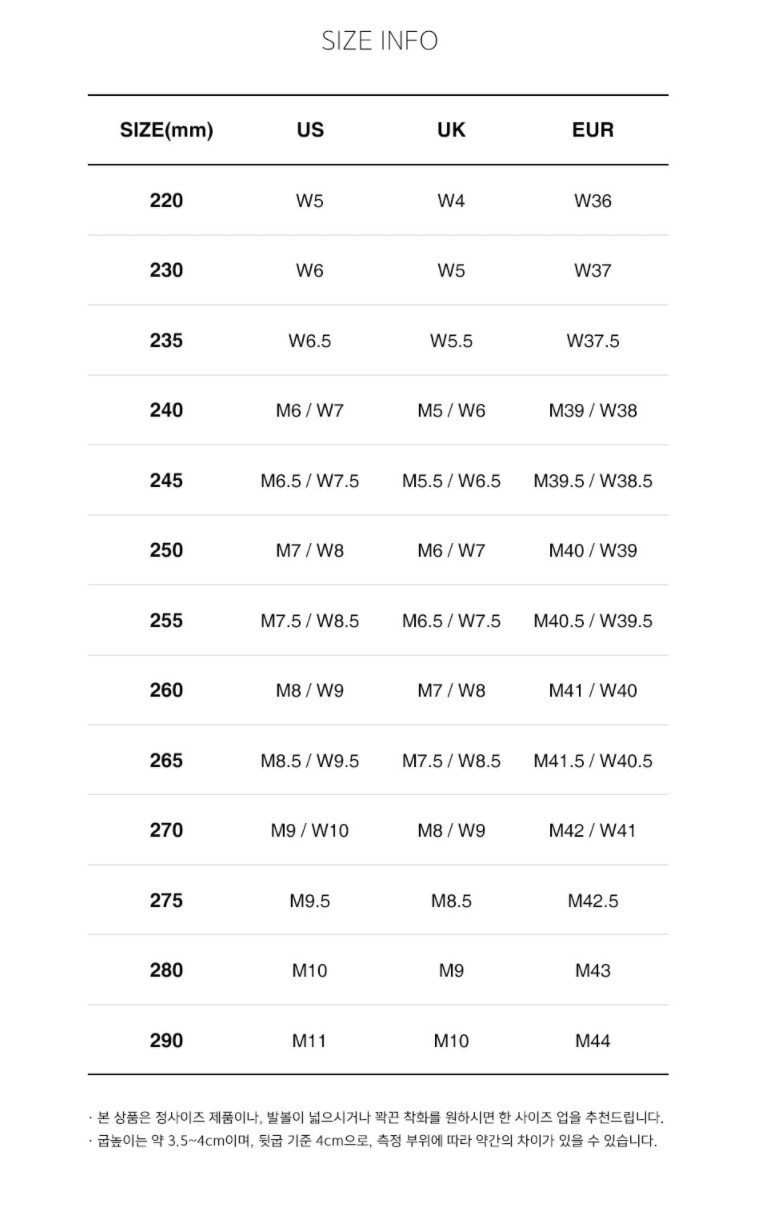 SIZE INFO
SIZE(mm) US UK EUR
220 W5 W4 W36
230 W6 W5 W37
235 W6.5 W5.5 W37.5
240 M6 / W7 M5 / W6 M39 / W38
245 M6.5 / W7.5 M5.5 / W6.5 M39.5 / W38.5
250 M7 / W8 M6 / W7 M40 / W39
255 M7.5 / W8.5 M6.5 / W7.5 M40.5 / W39.5
260 M8 / W9 M7 / W8 M41 / W40
265 M8.5 / W9.5 M7.5 / W8.5 M41.5 / W40.5
270 M9 / W10 M8 / W9 M42 / W41
275 M9.5 M8.5 M42.5
280 M10 M9 M43
290 M11 M10 M44
· 본 상품은 정사이즈 제품이나, 발볼이 넓으시거나 꽉끈 착화를 원하시면 한 사이즈 업을 추천드립니다.
· 굽높이는 약 3.5~4cm이며, 뒷굽 기준 4cm으로, 측정 부위에 따라 약간의 차이가 있을 수 있습니다.